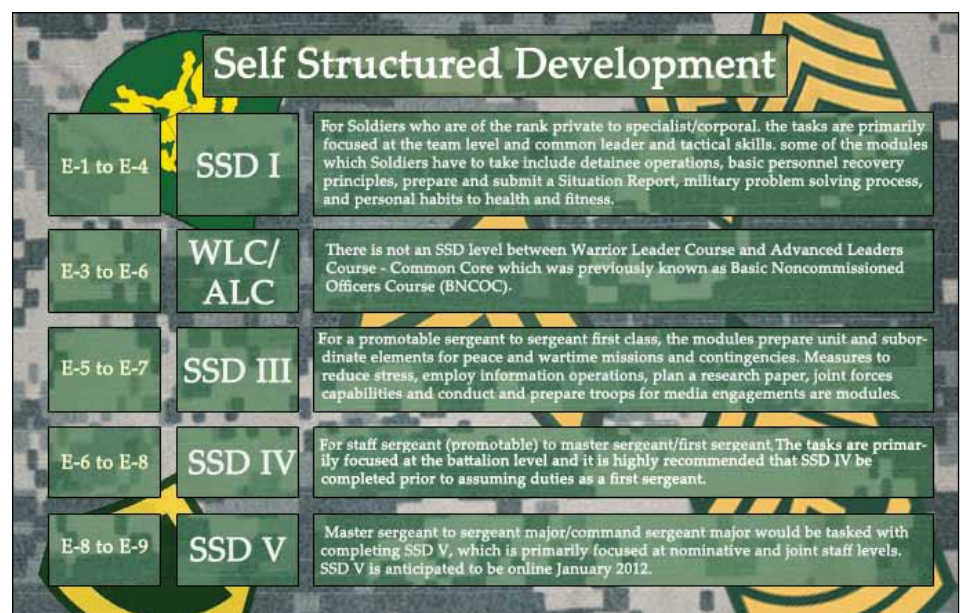 Self Structured Development
E-1 to E-4
SSD I
For Soldiers who are of the rank private to specialist/corporal. the tasks are primarily
focused at the team level and common leader and tactical skills. some of the modules
which Soldiers have to take include detainee operations, basic personnel recovery
principles, prepare and submit a Situation Report, military problem solving process,
and personal habits to health and fitness.
E-3 to E-6
WLC/
ALC
There is not an SSD level between Warrior Leader Course and Advanced Leaders
Course - Common Core which was previously known as Basic Noncommissioned
Officers Course (BNCOC).
E-5 to E-7
SSD III
For a promotable sergeant to sergeant first class, the modules prepare unit and subor-
dinate elements for peace and wartime missions and contingencies. Measures to
reduce stress, employ information operations, plan a research paper, joint forces
capabilities and conduct and prepare troops for media engagements are modules.
E-6 to E-8
SSD IV
For staff sergeant (promotable) to master sergeant/first sergeant. The tasks are primar-
ily focused at the battalion level and it is highly recommended that SSD IV be
completed prior to assuming duties as a first sergeant.
E-8 to E-9
SSD V
Master sergeant to sergeant major/command sergeant major would be tasked with
completing SSD V, which is primarily focused at nominative and joint staff levels.
SSD V is anticipated to be online January 2012.